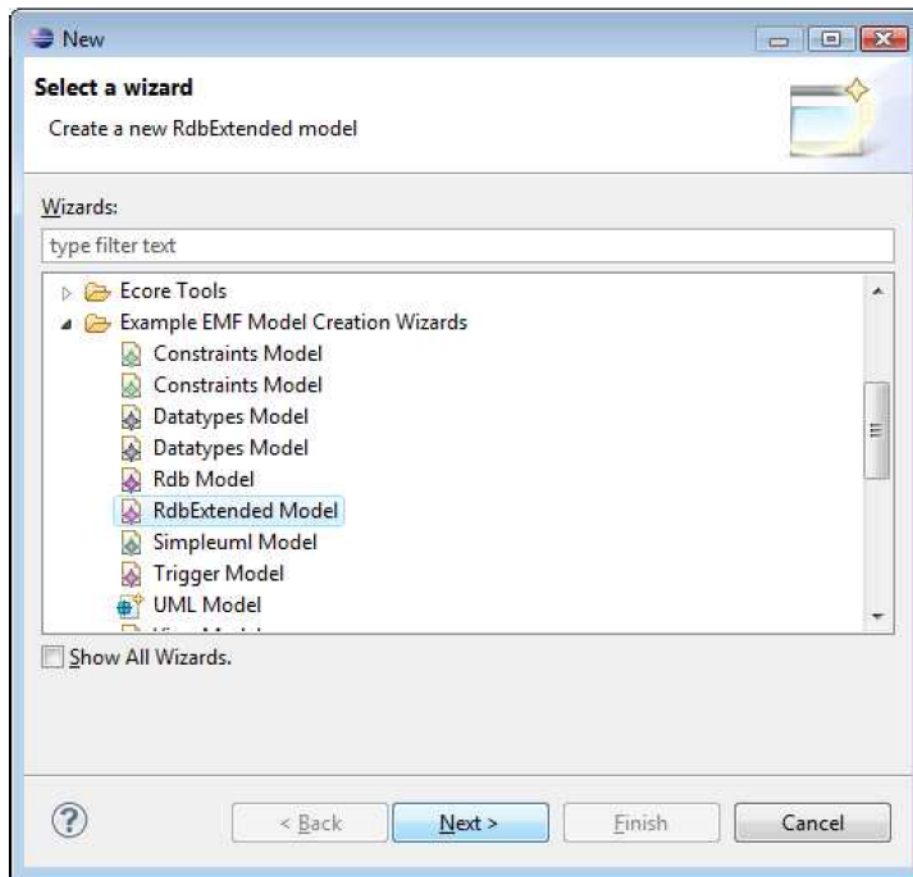 New
Select a wizard
Create a new RdbExtended model
Wizards:
type filter text
Ecore Tools
Example EMF Model Creation Wizards
Constraints Model
Constraints Model
Datatypes Model
Datatypes Model
Rdb Model
RdbExtended Model
Simpleuml Model
Trigger Model
UML Model
Show All Wizards.
< Back Next > Finish Cancel